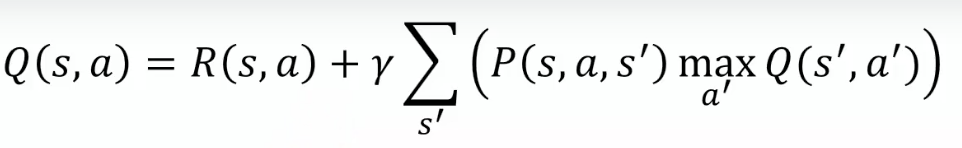 Q(s, a) = R(s, a) + γ ∑_{s′} (P(s, a, s′) max_{a′} Q(s′, a′))